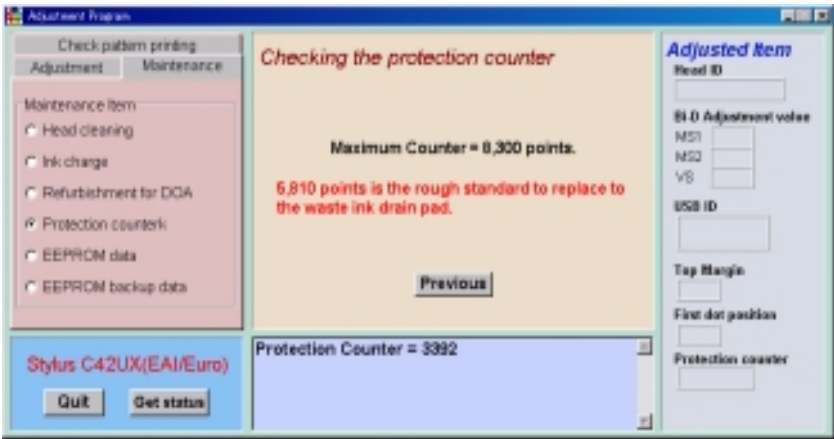 Adjustment Program
Check pattern printing
Adjustment
Maintenance
Maintenance Item
Head cleaning
Ink charge
Refurbishment for DOA
Protection counterk
EEPROM data
EEPROM backup data
Stylus C42UX(EAI/Euro)
Quit
Get status
Checking the protection counter
Maximum Counter = 8,300 points.
5,810 points is the rough standard to replace to
the waste ink drain pad.
Previous
Protection Counter = 3392
Adjusted Item
Head ID
Bi-D Adjustment value
MS1
MS2
VS
USB ID
Top Margin
First dot position
Protection counter